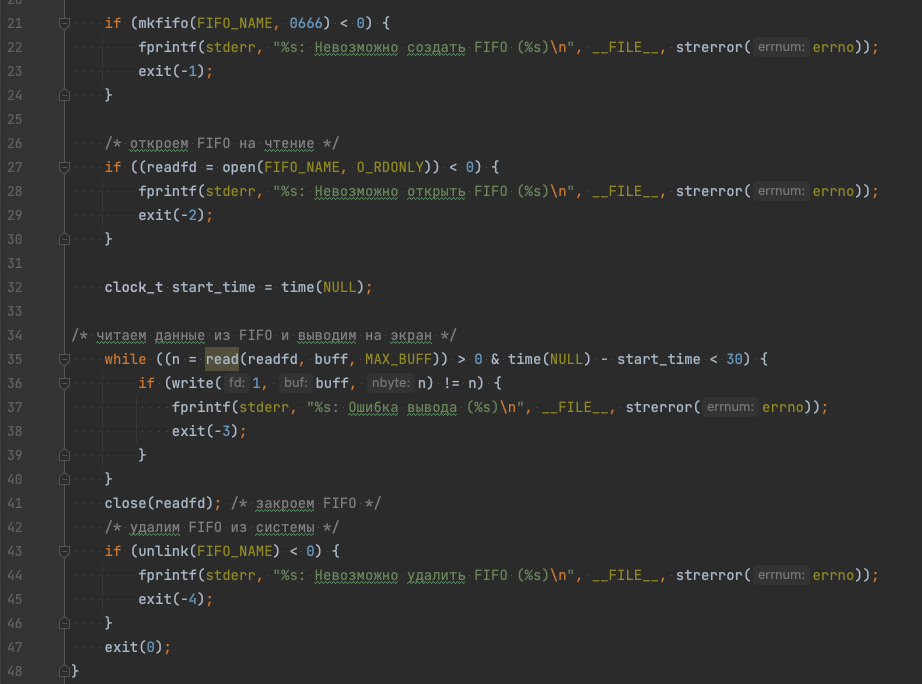 20
21 if (mkfifo(FIFO_NAME, 0666) < 0) {
22 fprintf(stderr, "%s: Невозможно создать FIFO (%s)\n", __FILE__, strerror( errnum: errno));
23 exit(-1);
24 }
25
26 /* откроем FIFO на чтение */
27 if ((readfd = open(FIFO_NAME, O_RDONLY)) < 0) {
28 fprintf(stderr, "%s: Невозможно открыть FIFO (%s)\n", __FILE__, strerror( errnum: errno));
29 exit(-2);
30 }
31
32 clock_t start_time = time(NULL);
33
34 /* читаем данные из FIFO и выводим на экран */
35 while ((n = read(readfd, buff, MAX_BUFF)) > 0 & time(NULL) - start_time < 30) {
36 if (write( fd: 1, buf: buff, nbyte: n) != n) {
37 fprintf(stderr, "%s: Ошибка вывода (%s)\n", __FILE__, strerror( errnum: errno));
38 exit(-3);
39 }
40 }
41 close(readfd); /* закроем FIFO */
42 /* удалим FIFO из системы */
43 if (unlink(FIFO_NAME) < 0) {
44 fprintf(stderr, "%s: Невозможно удалить FIFO (%s)\n", __FILE__, strerror( errnum: errno));
45 exit(-4);
46 }
47 exit(0);
48 }